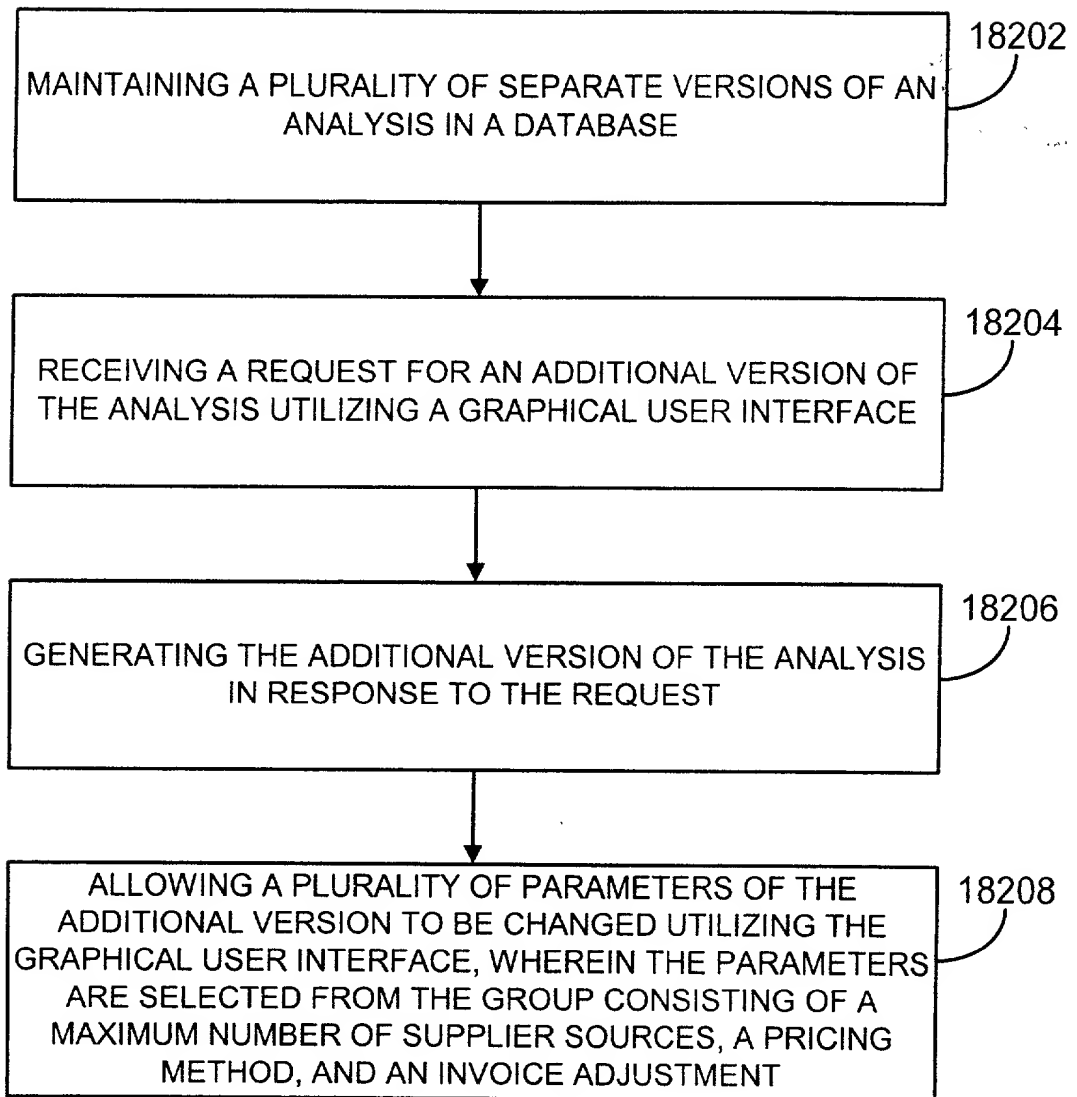 18202
MAINTAINING A PLURALITY OF SEPARATE VERSIONS OF AN
ANALYSIS IN A DATABASE
18204
RECEIVING A REQUEST FOR AN ADDITIONAL VERSION OF
THE ANALYSIS UTILIZING A GRAPHICAL USER INTERFACE
18206
GENERATING THE ADDITIONAL VERSION OF THE ANALYSIS
IN RESPONSE TO THE REQUEST
18208
ALLOWING A PLURALITY OF PARAMETERS OF THE
ADDITIONAL VERSION TO BE CHANGED UTILIZING THE
GRAPHICAL USER INTERFACE, WHEREIN THE PARAMETERS
ARE SELECTED FROM THE GROUP CONSISTING OF A
MAXIMUM NUMBER OF SUPPLIER SOURCES, A PRICING
METHOD, AND AN INVOICE ADJUSTMENT